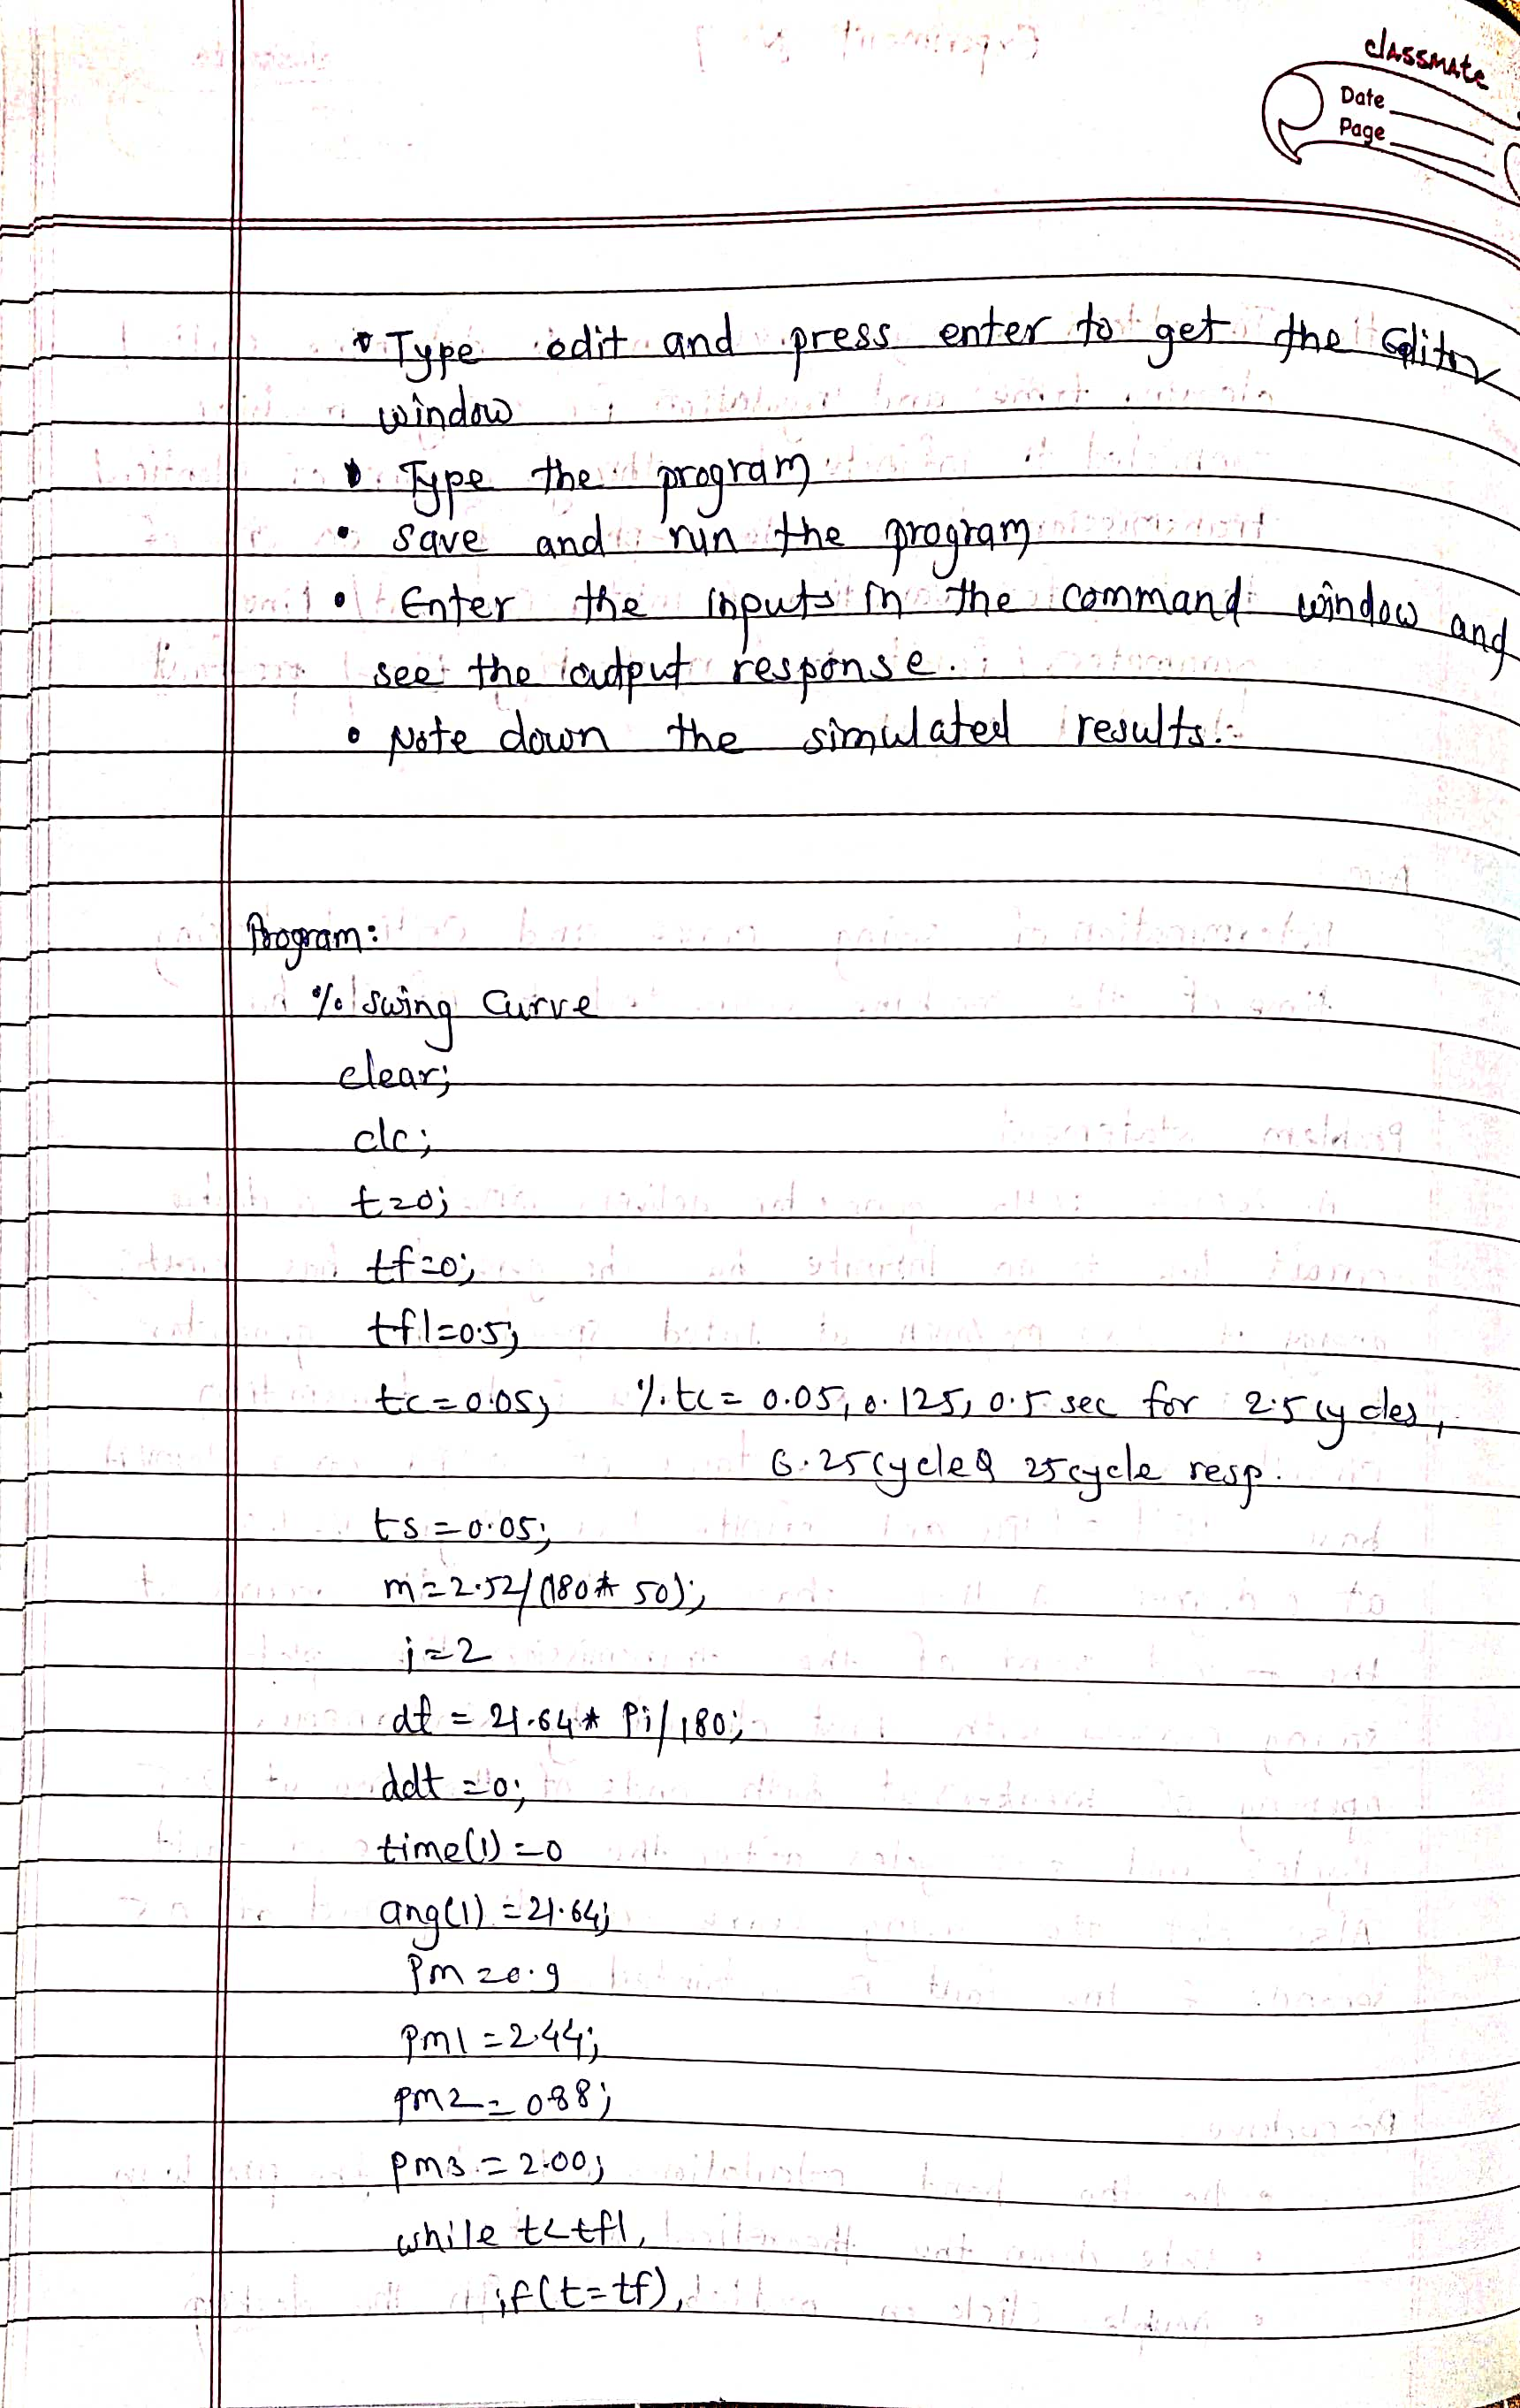 classmate
Date
Page
• Type edit and press enter to get the Editor
window
• Type the program
• Save and run the program
• Enter the inputs in the command window and
see the output response.
• Note down the simulated results.
Program:
% Swing Curve
clear;
clc;
t=0;
tf=0;
tf1=0.5;
tc=0.05; % tc= 0.05, 0.125, 0.5 sec for 2.5 cycles,
6.25 cycle & 25 cycle resp.
ts=0.05;
m=2.52/(180*50);
i=2
dt = 21.64* Pi/180;
ddt =0;
time(1)=0
ang(1)=21.64;
Pm=0.9
Pm1=2.44;
Pm2=0.88;
Pm3=2.00;
while t<tf1,
if(t=tf),